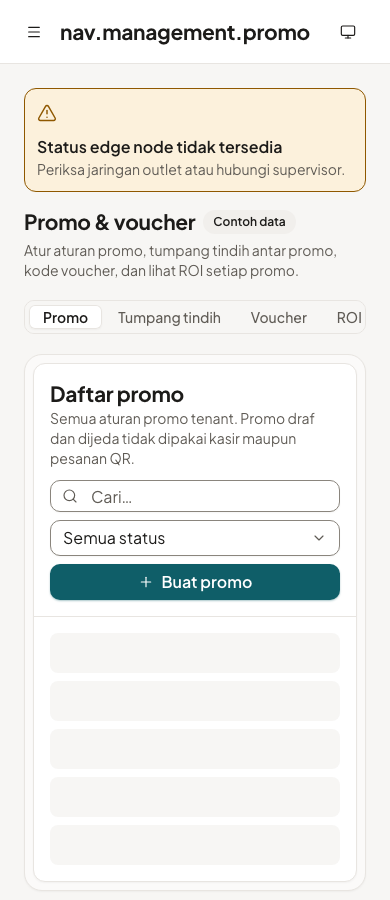 nav.management.promo
Status edge node tidak tersedia
Periksa jaringan outlet atau hubungi supervisor.
Promo & voucher
Contoh data
Atur aturan promo, tumpang tindih antar promo,
kode voucher, dan lihat ROI setiap promo.
Promo
Tumpang tindih
Voucher
ROI
Daftar promo
Semua aturan promo tenant. Promo draf
dan dijeda tidak dipakai kasir maupun
pesanan QR.
Cari...
Semua status
Buat promo